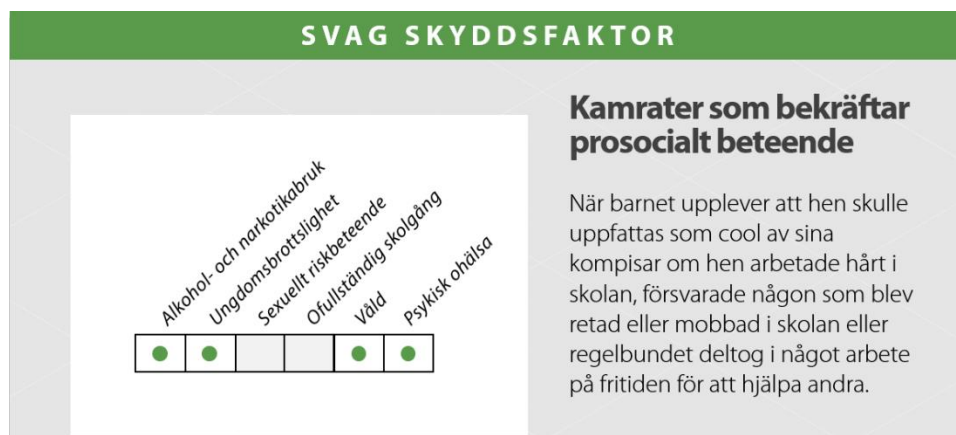 SVAG SKYDDSFAKTOR
Kamrater som bekräftar
prosocialt beteende
När barnet upplever att hen skulle
uppfattas som cool av sina
kompisar om hen arbetade hårt i
skolan, försvarade någon som blev
retad eller mobbad i skolan eller
regelbundet deltog i något arbete
på fritiden för att hjälpa andra.
Alkohol- och narkotikabruk
Ungdomsbrottslighet
Sexuellt riskbeteende
Ofullständig skolgång
Våld
Psykisk ohälsa